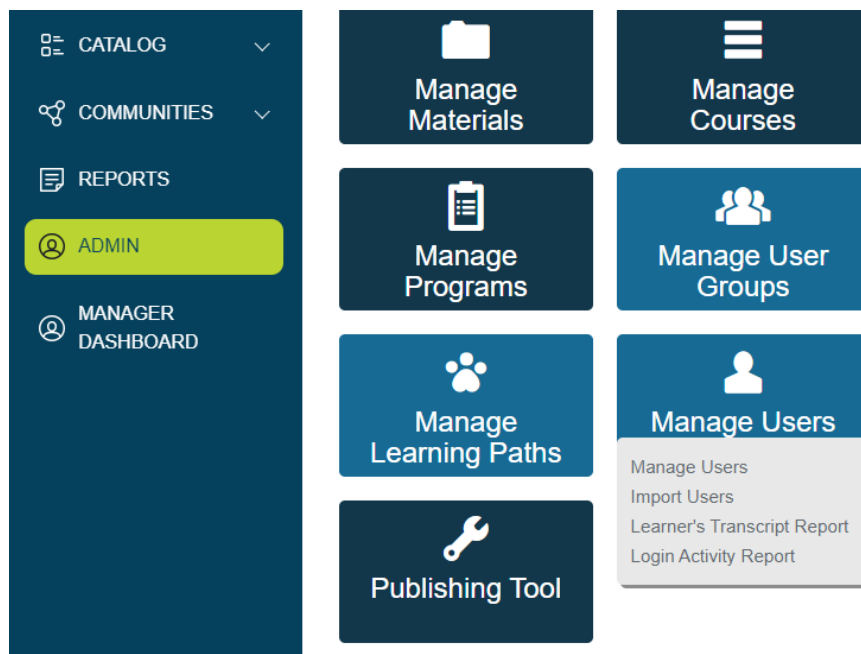 CATALOG
COMMUNITIES
REPORTS
ADMIN
MANAGER
DASHBOARD
Manage
Materials
Manage
Courses
Manage
Programs
Manage User
Groups
Manage
Learning Paths
Manage Users
Manage Users
Import Users
Learner's Transcript Report
Login Activity Report
Publishing Tool